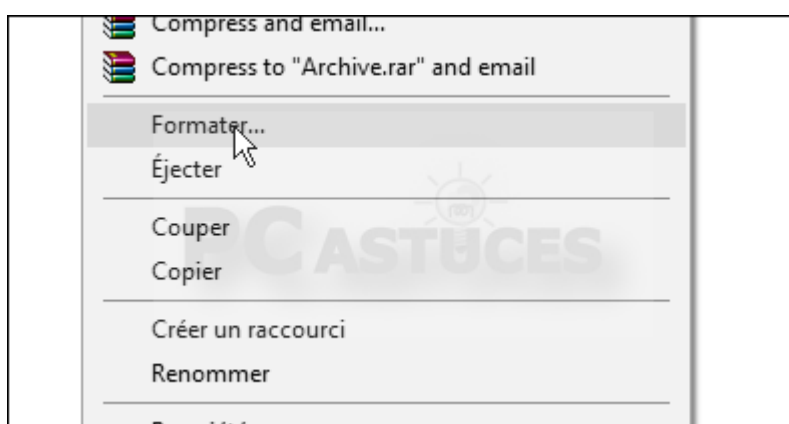 Compress and email...
Compress to "Archive.rar" and email
Formater...
Éjecter
Couper
PC ASTUCES
Copier
Créer un raccourci
Renommer